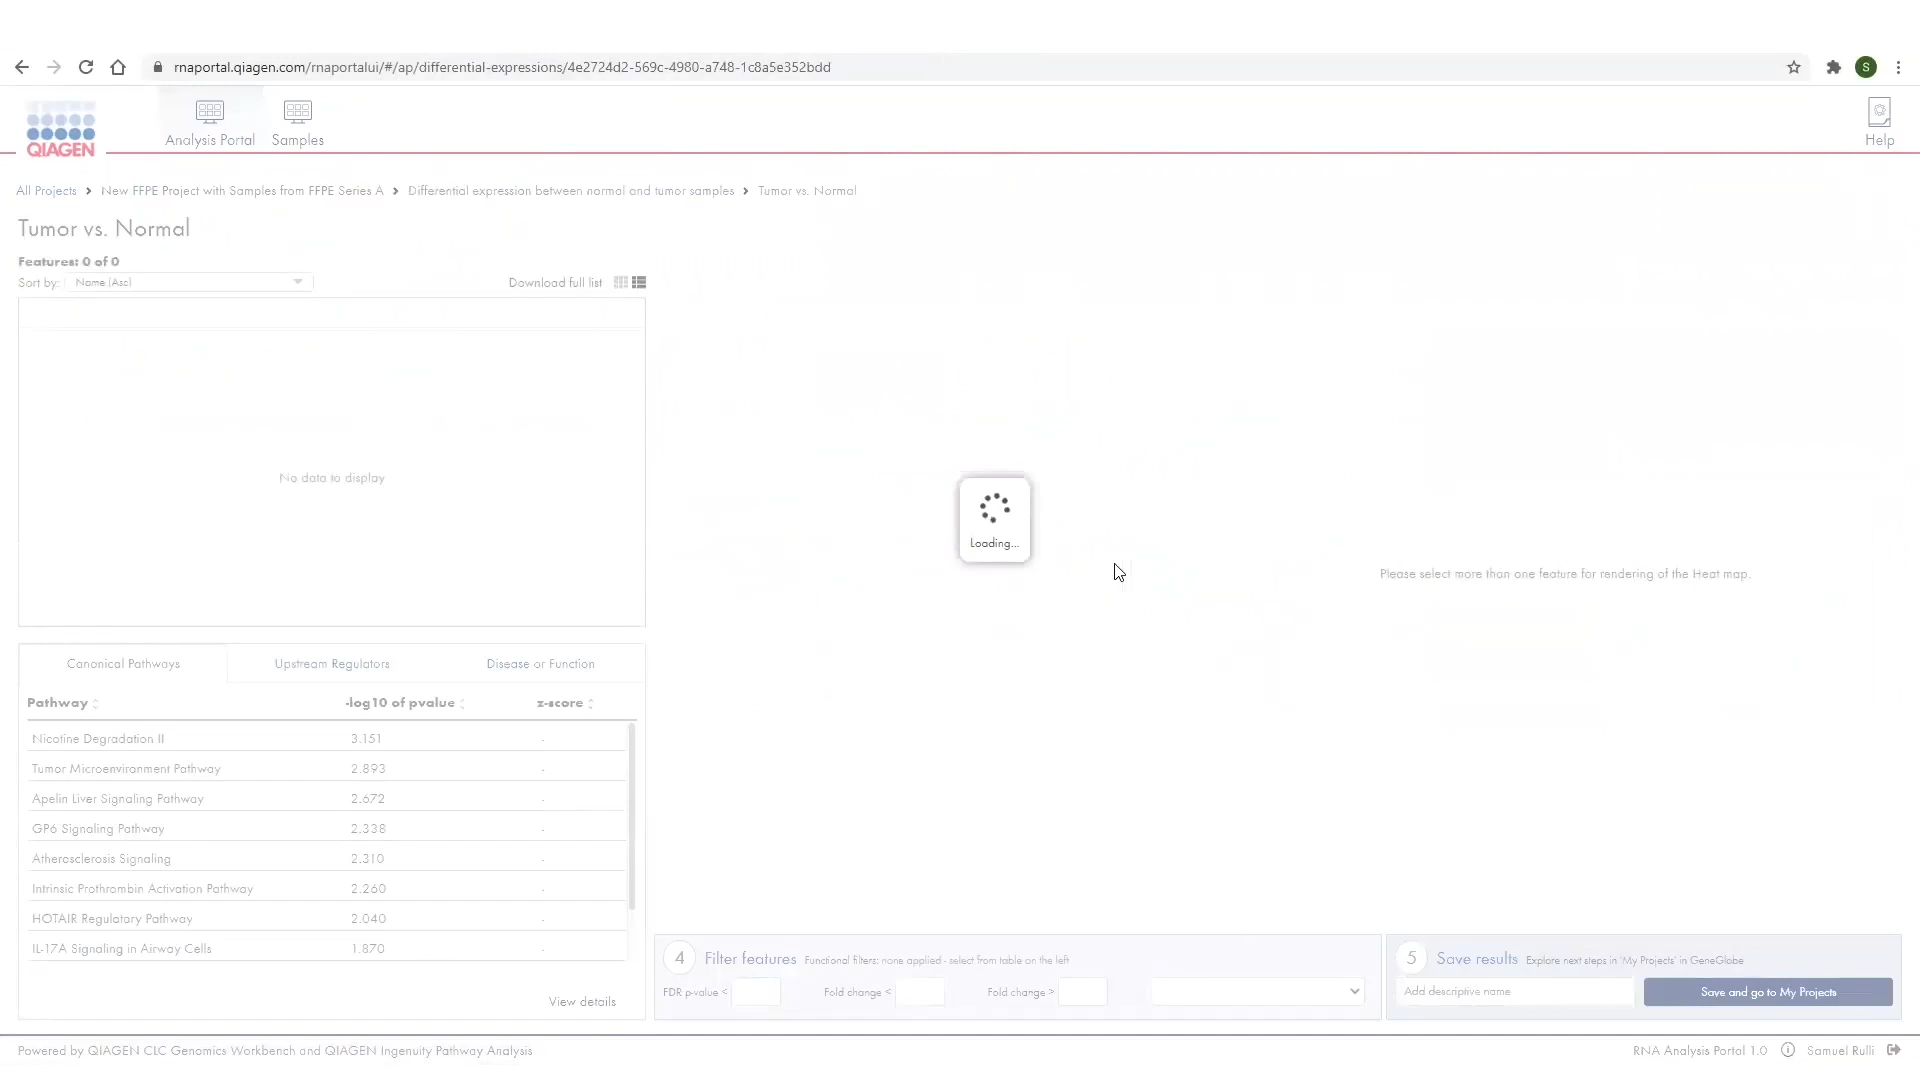 rnaportal.qiagen.com/rnaportalui/#/ap/differential-expressions/4e2724d2-569c-4980-a748-1c8a5e352bdd
S
QIAGEN
Analysis Portal
Samples
Help
All Projects > New FFPE Project with Samples from FFPE Series A > Differential expression between normal and tumor samples > Tumor vs. Normal
Tumor vs. Normal
Features: 0 of 0
Sort by: Name (Asc)
Download full list
No data to display
Loading...
Please select more than one feature for rendering of the Heat map.
Canonical Pathways
Upstream Regulators
Disease or Function
Pathway -log10 of pvalue z-score
Nicotine Degradation II 3.151 -
Tumor Microenvironment Pathway 2.893 -
Apelin Liver Signaling Pathway 2.672 -
GP6 Signaling Pathway 2.338 -
Atherosclerosis Signaling 2.310 -
Intrinsic Prothrombin Activation Pathway 2.260 -
HOTAIR Regulatory Pathway 2.040 -
IL-17A Signaling in Airway Cells 1.870 -
View details
4 Filter features Functional filters: none applied - select from table on the left
FDR p-value < Fold change < Fold change >
5 Save results Explore next steps in 'My Projects' in GeneGlobe
Add descriptive name
Save and go to My Projects
Powered by QIAGEN CLC Genomics Workbench and QIAGEN Ingenuity Pathway Analysis
RNA Analysis Portal 1.0
Samuel Rulli